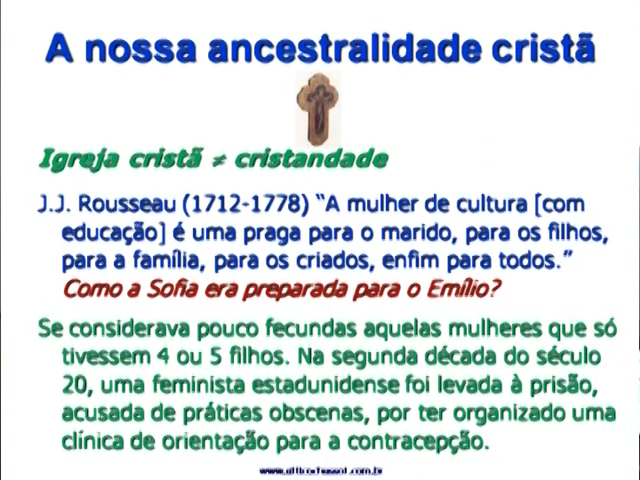 A nossa ancestralidade cristã
Igreja cristã ≠ cristandade
J.J. Rousseau (1712-1778) “A mulher de cultura [com
educação] é uma praga para o marido, para os filhos,
para a família, para os criados, enfim para todos.”
Como a Sofia era preparada para o Emílio?
Se considerava pouco fecundas aquelas mulheres que só
tivessem 4 ou 5 filhos. Na segunda década do século
20, uma feminista estadunidense foi levada à prisão,
acusada de práticas obscenas, por ter organizado uma
clínica de orientação para a contracepção.